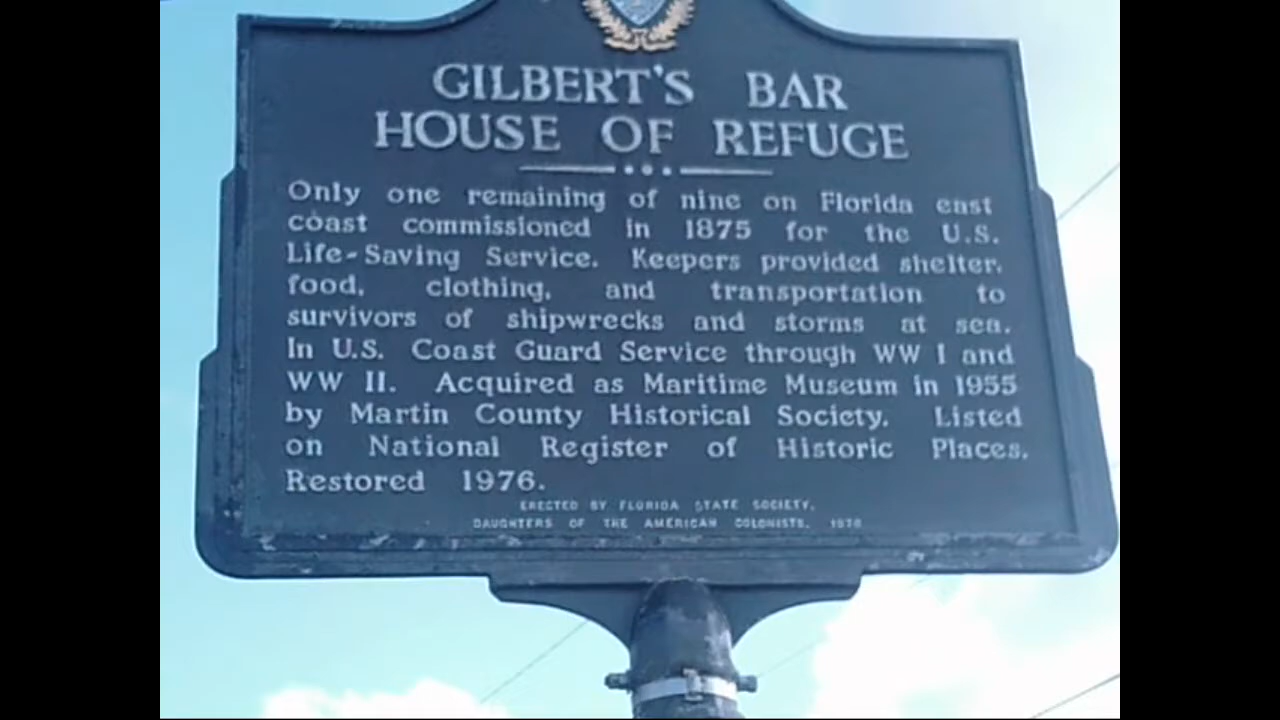 GILBERT'S BAR
HOUSE OF REFUGE
Only one remaining of nine on Florida east
coast commissioned in 1875 for the U.S.
Life-Saving Service. Keepers provided shelter,
food, clothing, and transportation to
survivors of shipwrecks and storms at sea.
In U.S. Coast Guard Service through WW I and
WW II. Acquired as Maritime Museum in 1955
by Martin County Historical Society. Listed
on National Register of Historic Places.
Restored 1976.
ERECTED BY FLORIDA STATE SOCIETY,
DAUGHTERS OF THE AMERICAN COLONISTS,